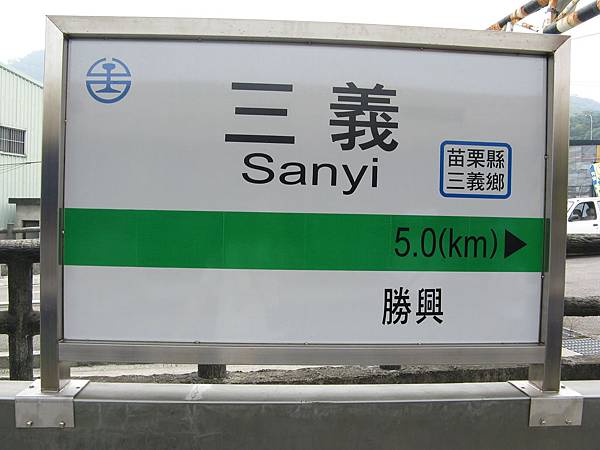 三義
Sanyi
苗栗縣
三義鄉
5.0(km)▶
勝興